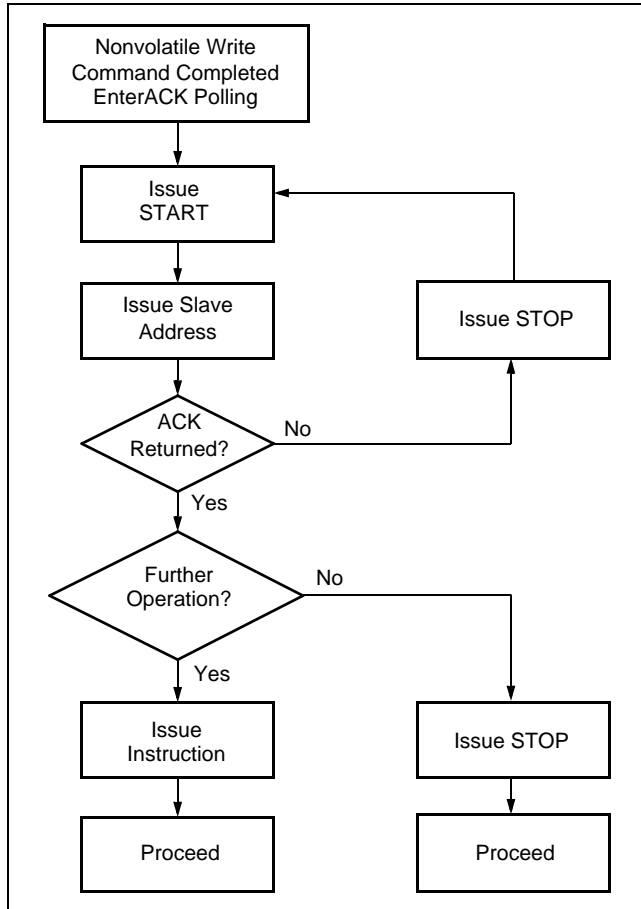 Nonvolatile Write
Command Completed
EnterACK Polling
Issue
START
Issue Slave
Address
Issue STOP
ACK
Returned?
No
Yes
Further
Operation?
No
Yes
Issue
Instruction
Issue STOP
Proceed
Proceed